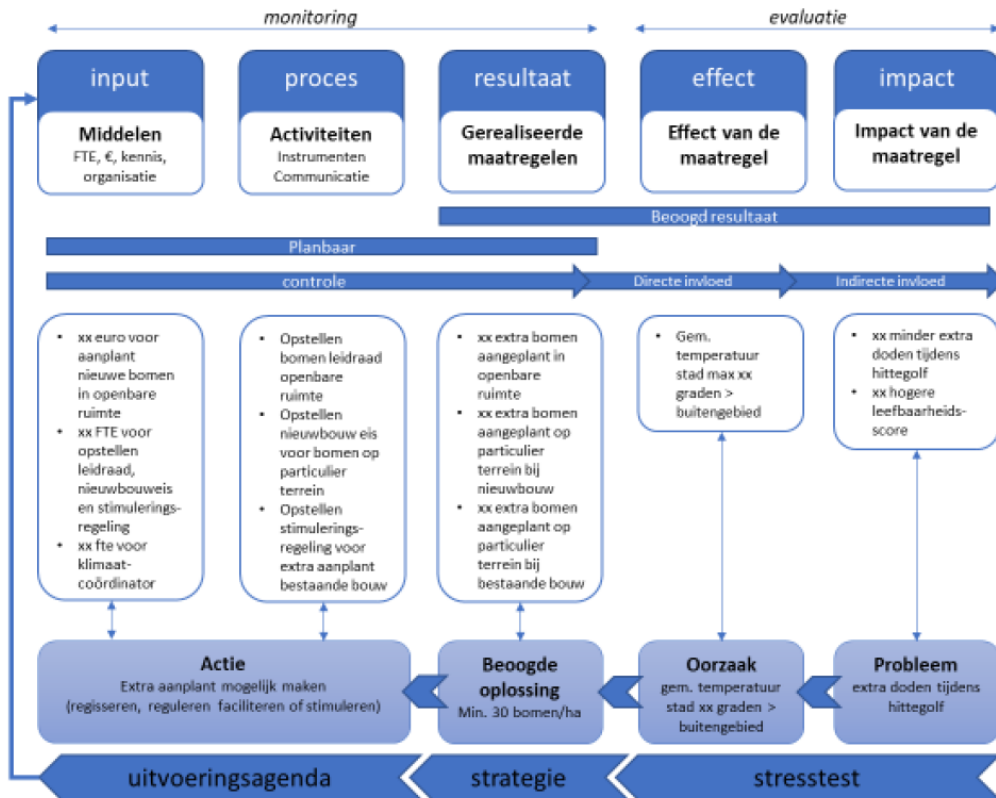 monitoring
evaluatie
input
proces
resultaat
effect
impact
Middelen
FTE, €, kennis,
organisatie
Activiteiten
Instrumenten
Communicatie
Gerealiseerde
maatregelen
Effect van de
maatregel
Impact van de
maatregel
Beoogd resultaat
Planbaar
controle
Directe invloed
Indirecte invloed
• xx euro voor
aanplant
nieuwe bomen
in openbare
ruimte
• xx FTE voor
opstellen
leidraad,
nieuwbouweis
en stimulerings-
regeling
• xx fte voor
klimaat-
coördinator
• Opstellen
bomen leidraad
openbare
ruimte
• Opstellen
nieuwbouw eis
voor bomen op
particulier
terrein
• Opstellen
stimulerings-
regeling voor
extra aanplant
bestaande bouw
• xx extra bomen
aangeplant in
openbare
ruimte
• xx extra bomen
aangeplant op
particulier
terrein bij
nieuwbouw
• xx extra bomen
aangeplant op
particulier
terrein bij
bestaande bouw
• Gem.
temperatuur
stad max xx
graden >
buitengebied
• xx minder extra
doden tijdens
hittegolf
• xx hogere
leefbaarheids-
score
Actie
Extra aanplant mogelijk maken
(regisseren, reguleren faciliteren of stimuleren)
Beoogde
oplossing
Min. 30 bomen/ha
Oorzaak
gem. temperatuur
stad xx graden >
buitengebied
Probleem
extra doden tijdens
hittegolf
uitvoeringsagenda
strategie
stresstest